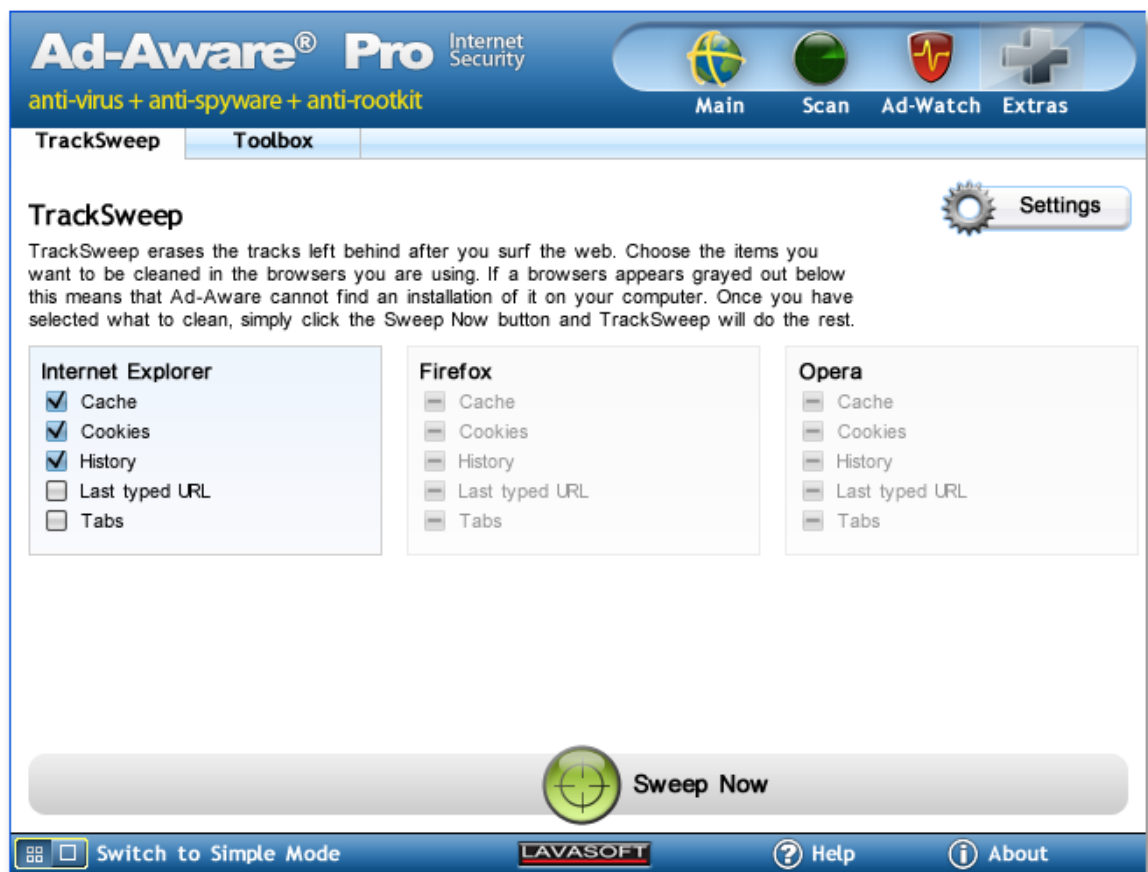 Ad-Aware® Pro Internet Security
anti-virus + anti-spyware + anti-rootkit
Main Scan Ad-Watch Extras
TrackSweep Toolbox
Settings
TrackSweep
TrackSweep erases the tracks left behind after you surf the web. Choose the items you
want to be cleaned in the browsers you are using. If a browsers appears grayed out below
this means that Ad-Aware cannot find an installation of it on your computer. Once you have
selected what to clean, simply click the Sweep Now button and TrackSweep will do the rest.
Internet Explorer
Cache
Cookies
History
Last typed URL
Tabs
Firefox
Cache
Cookies
History
Last typed URL
Tabs
Opera
Cache
Cookies
History
Last typed URL
Tabs
Sweep Now
Switch to Simple Mode LAVASOFT Help About